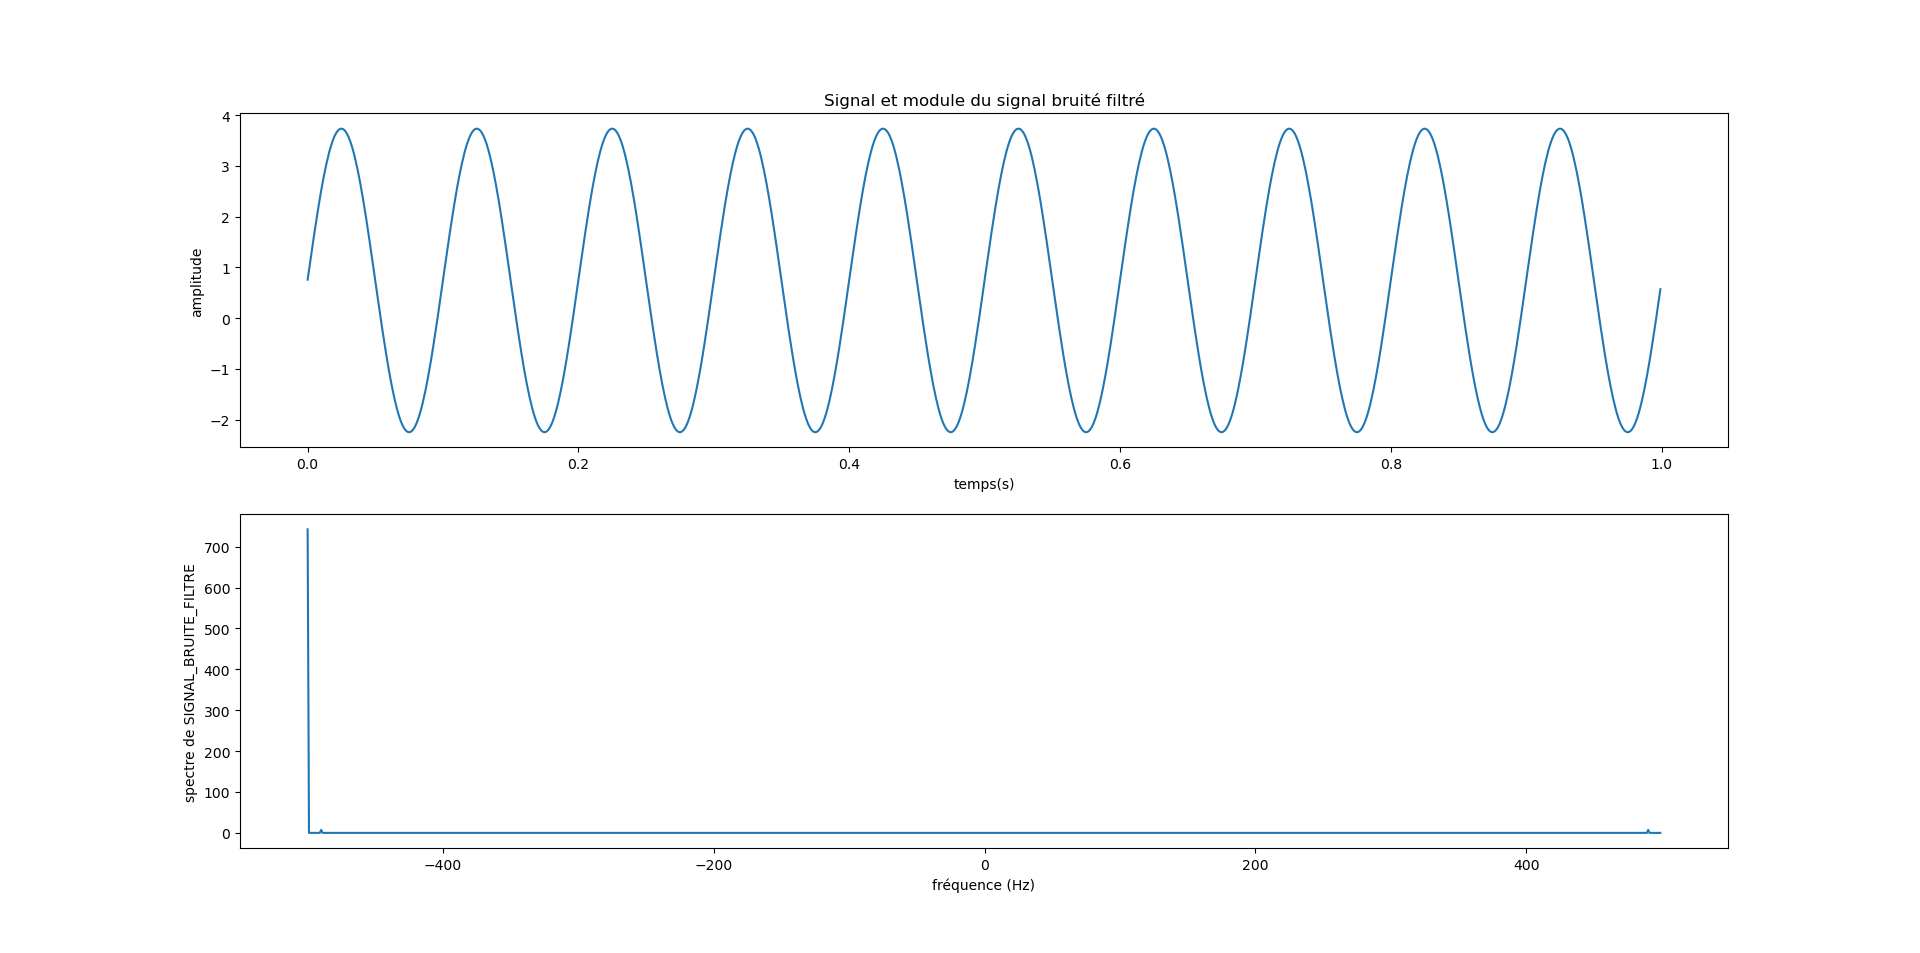 Signal et module du signal bruité filtré
4
3
2
1
0
−1
−2
amplitude
0.0 0.2 0.4 0.6 0.8 1.0
temps(s)
700
600
500
400
300
200
100
0
spectre de SIGNAL_BRUITE_FILTRE
−400 −200 0 200 400
fréquence (Hz)